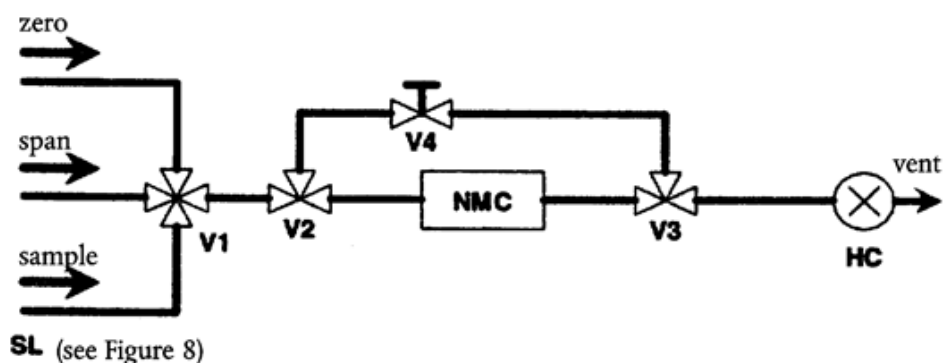 zero
span
sample
SL (see Figure 8)
V1
V2
V4
NMC
V3
HC
vent